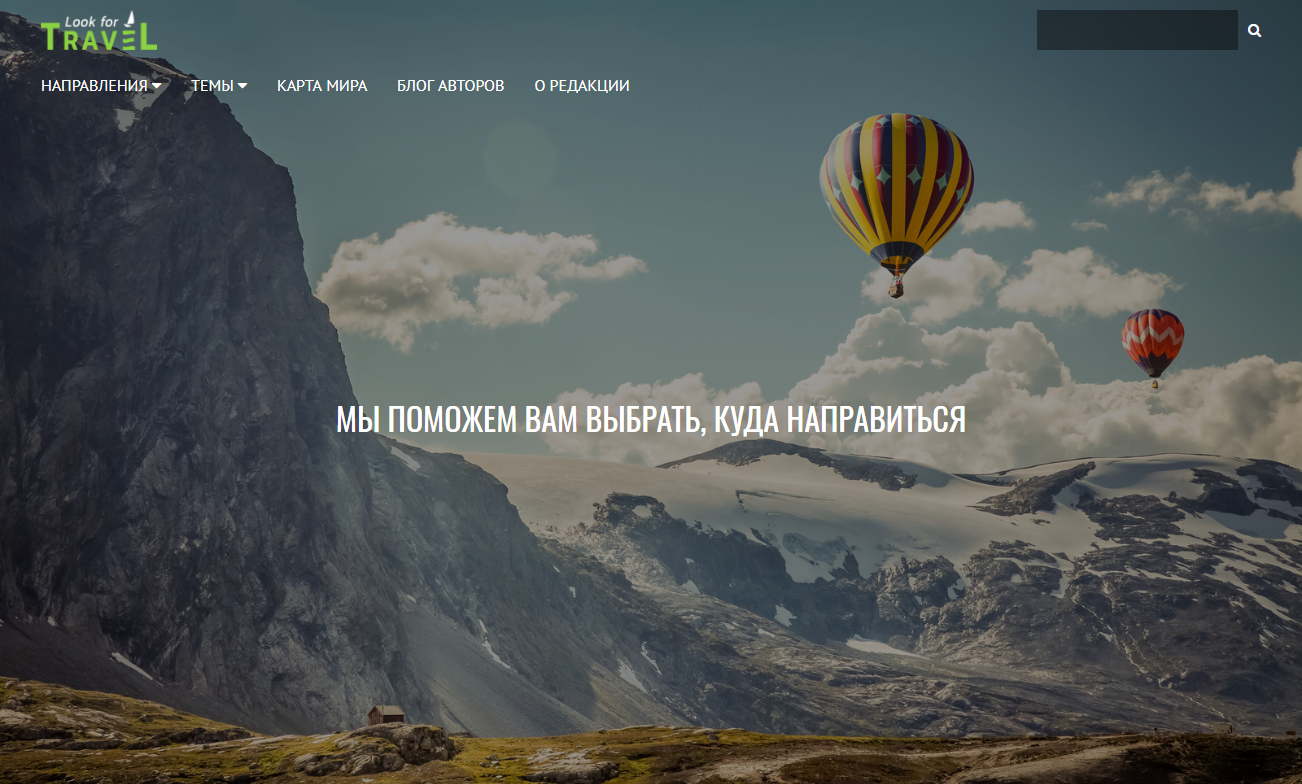 Look for
TRAVEL
НАПРАВЛЕНИЯ ТЕМЫ КАРТА МИРА БЛОГ АВТОРОВ О РЕДАКЦИИ
МЫ ПОМОЖЕМ ВАМ ВЫБРАТЬ, КУДА НАПРАВИТЬСЯ